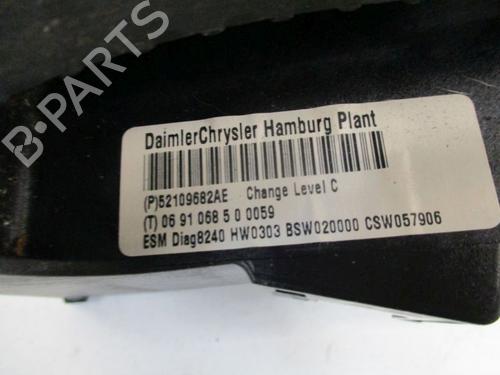 DaimlerChrysler Hamburg Plant
(P)52109682AE Change Level C
(T) 06 91 068 5 0 0059
ESM Diag8240 HW0303 BSW020000 CSW057906
B-PARTS